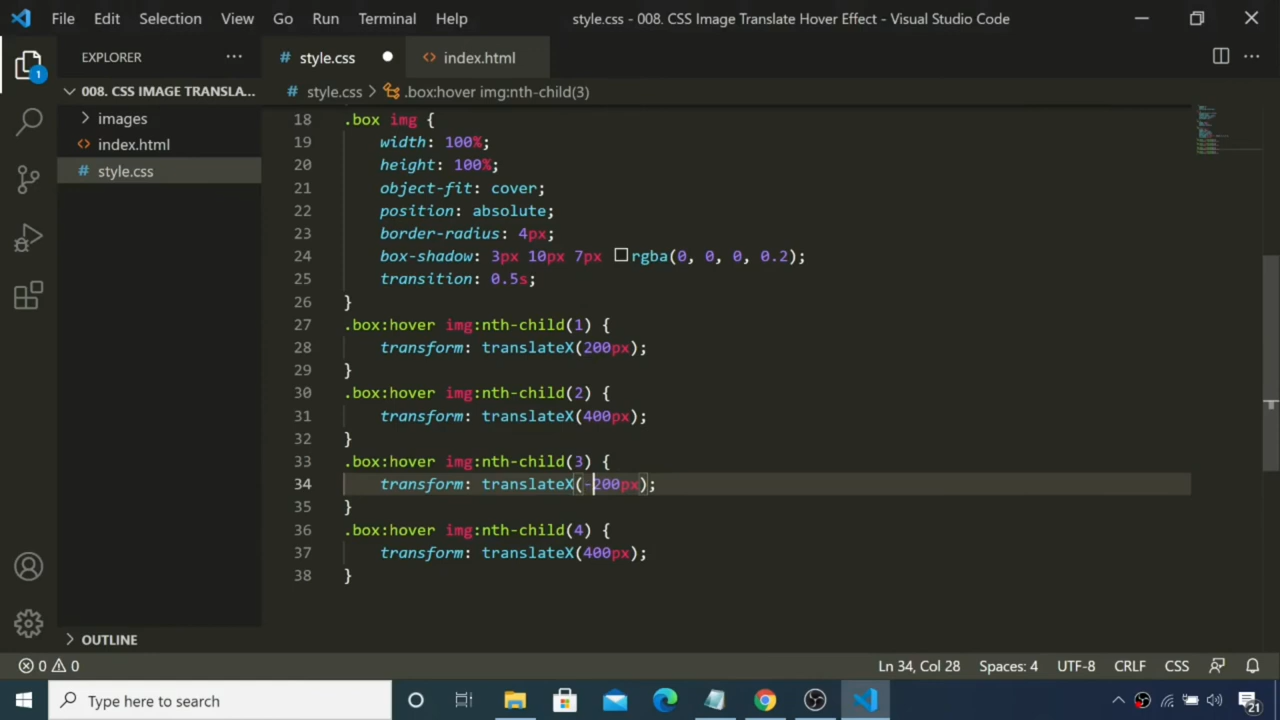 File Edit Selection View Go Run Terminal Help style.css - 008. CSS Image Translate Hover Effect - Visual Studio Code
EXPLORER ... # style.css index.html ...
008. CSS IMAGE TRANSLA... # style.css > .box:hover img:nth-child(3)
images
index.html
# style.css
18 .box img {
19 width: 100%;
20 height: 100%;
21 object-fit: cover;
22 position: absolute;
23 border-radius: 4px;
24 box-shadow: 3px 10px 7px rgba(0, 0, 0, 0.2);
25 transition: 0.5s;
26 }
27 .box:hover img:nth-child(1) {
28 transform: translateX(200px);
29 }
30 .box:hover img:nth-child(2) {
31 transform: translateX(400px);
32 }
33 .box:hover img:nth-child(3) {
34 transform: translateX(-200px);
35 }
36 .box:hover img:nth-child(4) {
37 transform: translateX(400px);
38 }
1
OUTLINE
0 0 Ln 34, Col 28 Spaces: 4 UTF-8 CRLF CSS
Type here to search 21